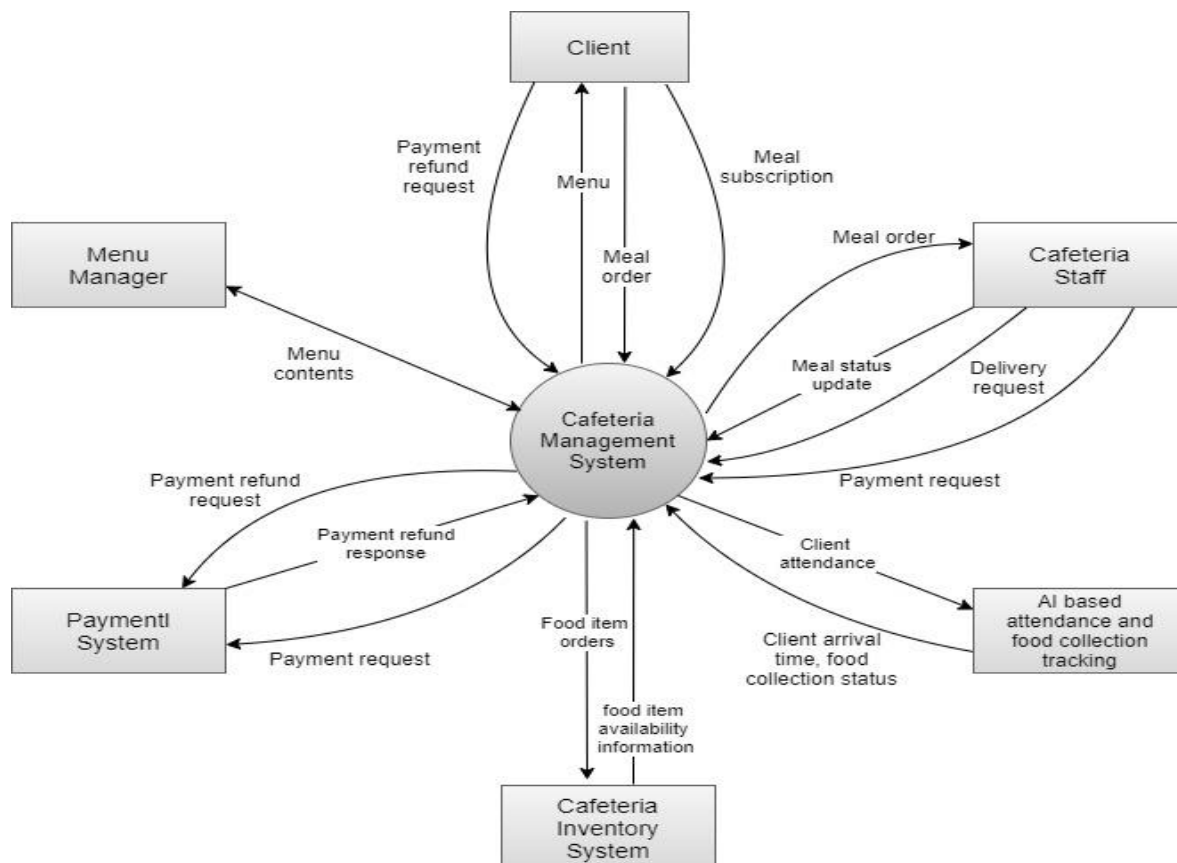 Client
Payment
refund
request
Menu
Meal
order
Meal
subscription
Menu
Manager
Meal order
Cafeteria
Staff
Menu
contents
Meal status
update
Delivery
request
Cafeteria
Management
System
Payment request
Payment refund
request
Payment refund
response
Client
attendance
Paymentl
System
Payment request
Food item
orders
Client arrival
time, food
collection status
AI based
attendance and
food collection
tracking
food item
availability
information
Cafeteria
Inventory
System